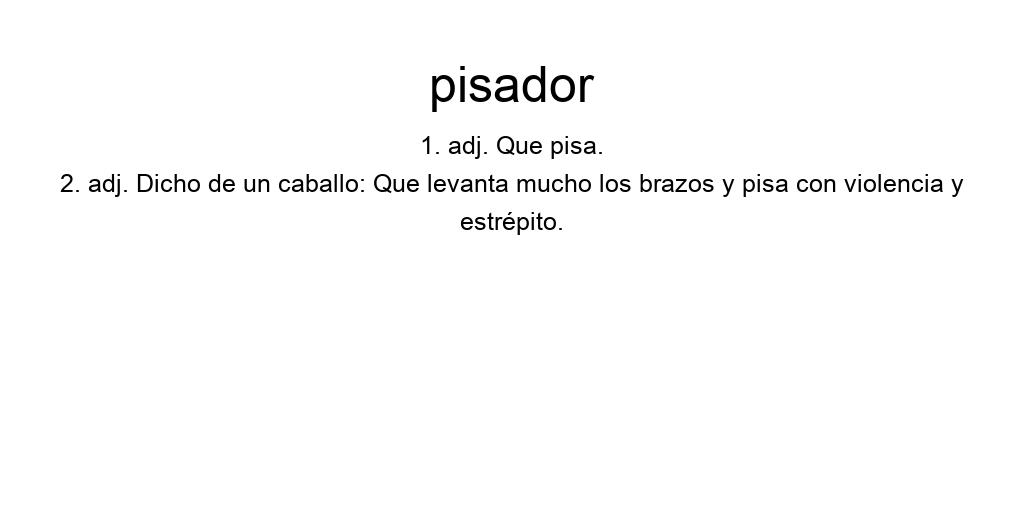 pisador
1. adj. Que pisa.
2. adj. Dicho de un caballo: Que levanta mucho los brazos y pisa con violencia y
estrépito.